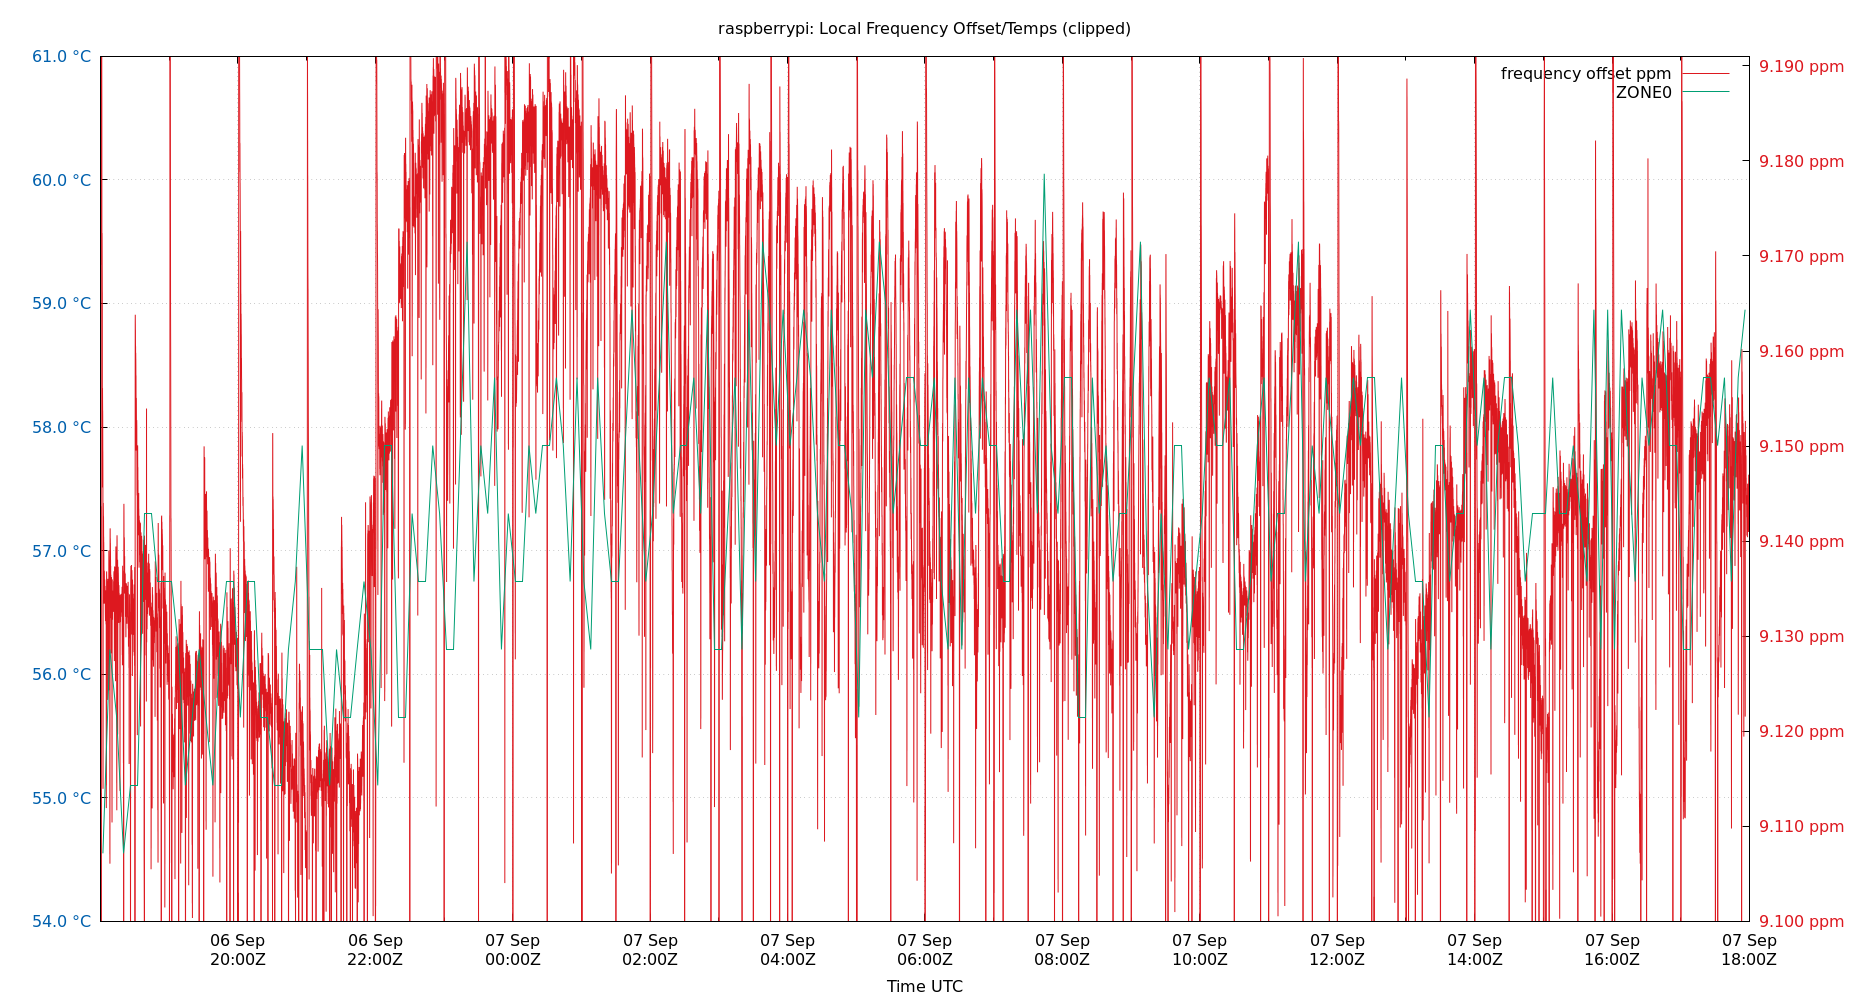 raspberrypi: Local Frequency Offset/Temps (clipped)
61.0 °C
60.0 °C
59.0 °C
58.0 °C
57.0 °C
56.0 °C
55.0 °C
54.0 °C
frequency offset ppm
ZONE0
9.190 ppm
9.180 ppm
9.170 ppm
9.160 ppm
9.150 ppm
9.140 ppm
9.130 ppm
9.120 ppm
9.110 ppm
9.100 ppm
06 Sep
20:00Z
06 Sep
22:00Z
07 Sep
00:00Z
07 Sep
02:00Z
07 Sep
04:00Z
07 Sep
06:00Z
07 Sep
08:00Z
07 Sep
10:00Z
07 Sep
12:00Z
07 Sep
14:00Z
07 Sep
16:00Z
07 Sep
18:00Z
Time UTC